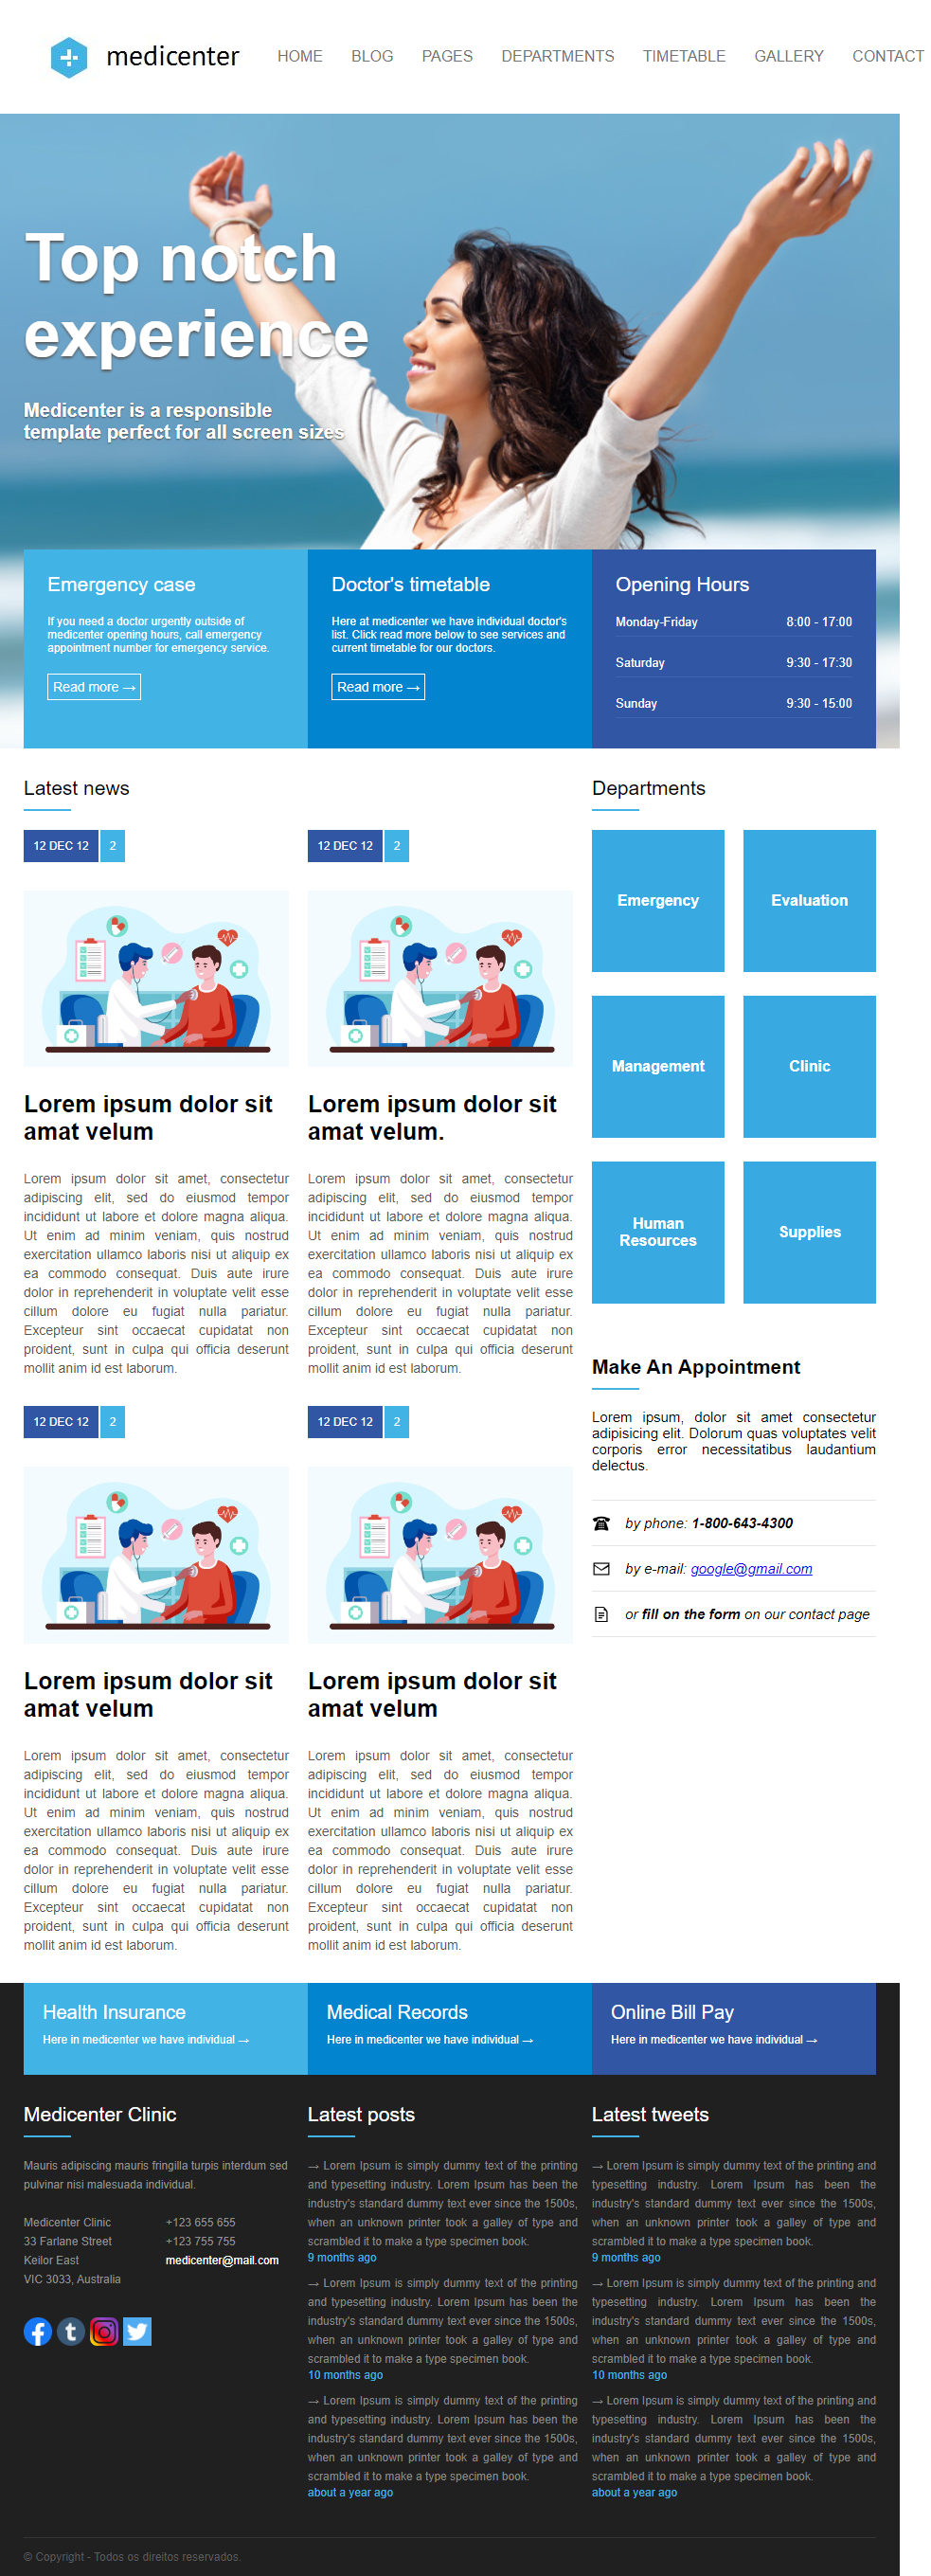 medicenter
HOME BLOG PAGES DEPARTMENTS TIMETABLE GALLERY CONTACT
Top notch
experience
Medicenter is a responsible
template perfect for all screen sizes
Emergency case
If you need a doctor urgently outside of
medicenter opening hours, call emergency
appointment number for emergency service.
Read more →
Doctor's timetable
Here at medicenter we have individual doctor's
list. Click read more below to see services and
current timetable for our doctors.
Read more →
Opening Hours
Monday-Friday 8:00 - 17:00
Saturday 9:30 - 17:30
Sunday 9:30 - 15:00
Latest news
12 DEC 12 2
Lorem ipsum dolor sit
amat velum
Lorem ipsum dolor sit amet, consectetur
adipiscing elit, sed do eiusmod tempor
incididunt ut labore et dolore magna aliqua.
Ut enim ad minim veniam, quis nostrud
exercitation ullamco laboris nisi ut aliquip ex
ea commodo consequat. Duis aute irure
dolor in reprehenderit in voluptate velit esse
cillum dolore eu fugiat nulla pariatur.
Excepteur sint occaecat cupidatat non
proident, sunt in culpa qui officia deserunt
mollit anim id est laborum.
12 DEC 12 2
Lorem ipsum dolor sit
amat velum.
Lorem ipsum dolor sit amet, consectetur
adipiscing elit, sed do eiusmod tempor
incididunt ut labore et dolore magna aliqua.
Ut enim ad minim veniam, quis nostrud
exercitation ullamco laboris nisi ut aliquip ex
ea commodo consequat. Duis aute irure
dolor in reprehenderit in voluptate velit esse
cillum dolore eu fugiat nulla pariatur.
Excepteur sint occaecat cupidatat non
proident, sunt in culpa qui officia deserunt
mollit anim id est laborum.
12 DEC 12 2
Lorem ipsum dolor sit
amat velum
Lorem ipsum dolor sit amet, consectetur
adipiscing elit, sed do eiusmod tempor
incididunt ut labore et dolore magna aliqua.
Ut enim ad minim veniam, quis nostrud
exercitation ullamco laboris nisi ut aliquip ex
ea commodo consequat. Duis aute irure
dolor in reprehenderit in voluptate velit esse
cillum dolore eu fugiat nulla pariatur.
Excepteur sint occaecat cupidatat non
proident, sunt in culpa qui officia deserunt
mollit anim id est laborum.
12 DEC 12 2
Lorem ipsum dolor sit
amat velum
Lorem ipsum dolor sit amet, consectetur
adipiscing elit, sed do eiusmod tempor
incididunt ut labore et dolore magna aliqua.
Ut enim ad minim veniam, quis nostrud
exercitation ullamco laboris nisi ut aliquip ex
ea commodo consequat. Duis aute irure
dolor in reprehenderit in voluptate velit esse
cillum dolore eu fugiat nulla pariatur.
Excepteur sint occaecat cupidatat non
proident, sunt in culpa qui officia deserunt
mollit anim id est laborum.
Departments
Emergency
Evaluation
Management
Clinic
Human
Resources
Supplies
Make An Appointment
Lorem ipsum, dolor sit amet consectetur
adipisicing elit. Dolorum quas voluptates velit
corporis error necessitatibus laudantium
delectus.
by phone: 1-800-643-4300
by e-mail: google@gmail.com
or fill on the form on our contact page
Health Insurance
Here in medicenter we have individual →
Medical Records
Here in medicenter we have individual →
Online Bill Pay
Here in medicenter we have individual →
Medicenter Clinic
Mauris adipiscing mauris fringilla turpis interdum sed
pulvinar nisi malesuada individual.
Medicenter Clinic
33 Farlane Street
Keilor East
VIC 3033, Australia
+123 655 655
+123 755 755
medicenter@mail.com
Latest posts
→ Lorem Ipsum is simply dummy text of the printing
and typesetting industry. Lorem Ipsum has been the
industry's standard dummy text ever since the 1500s,
when an unknown printer took a galley of type and
scrambled it to make a type specimen book.
9 months ago
→ Lorem Ipsum is simply dummy text of the printing
and typesetting industry. Lorem Ipsum has been the
industry's standard dummy text ever since the 1500s,
when an unknown printer took a galley of type and
scrambled it to make a type specimen book.
10 months ago
→ Lorem Ipsum is simply dummy text of the printing
and typesetting industry. Lorem Ipsum has been the
industry's standard dummy text ever since the 1500s,
when an unknown printer took a galley of type and
scrambled it to make a type specimen book.
about a year ago
Latest tweets
→ Lorem Ipsum is simply dummy text of the printing and
typesetting industry. Lorem Ipsum has been the
industry's standard dummy text ever since the 1500s,
when an unknown printer took a galley of type and
scrambled it to make a type specimen book.
9 months ago
→ Lorem Ipsum is simply dummy text of the printing and
typesetting industry. Lorem Ipsum has been the
industry's standard dummy text ever since the 1500s,
when an unknown printer took a galley of type and
scrambled it to make a type specimen book.
10 months ago
→ Lorem Ipsum is simply dummy text of the printing and
typesetting industry. Lorem Ipsum has been the
industry's standard dummy text ever since the 1500s,
when an unknown printer took a galley of type and
scrambled it to make a type specimen book.
about a year ago
© Copyright - Todos os direitos reservados.